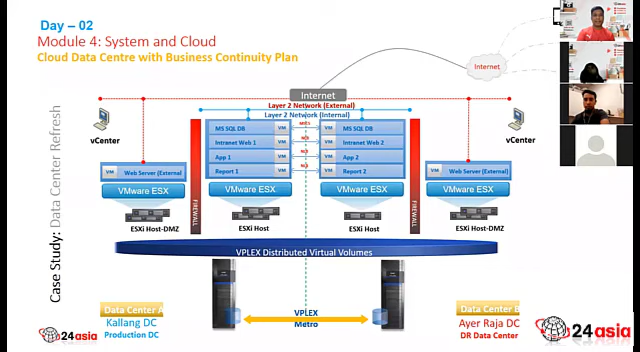 Day – 02
Module 4: System and Cloud
Cloud Data Centre with Business Continuity Plan
Internet
Internet
Layer 2 Network (External)
Layer 2 Network (Internal)
vCenter
vCenter
MS SQL DB VM
VM MS SQL DB
Intranet Web 1 VM
VM Intranet Web 2
App 1 VM
VM App 2
Report 1 VM
VM Report 2
VM Web Server (External
VM Web Server (External)
VMware ESX
VMware ESX
VMware ESX
VMware ESX
FIREWALL
FIREWALL
ESXi Host-DMZ
ESXi Host
ESXi Host
ESXi Host-DMZ
Case Study: Data Center Refresh
VPLEX Distributed Virtual Volumes
VPLEX
Metro
Data Center A
Kallang DC
Production DC
Data Center B
Ayer Raja DC
DR Data Center
24asia
24asia